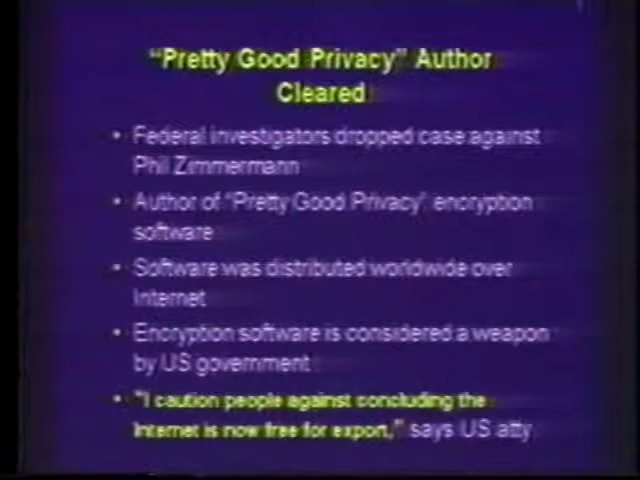 “Pretty Good Privacy” Author
Cleared
• Federal investigators dropped case against
Phil Zimmermann
• Author of “Pretty Good Privacy” encryption
software
• Software was distributed worldwide over
Internet
• Encryption software is considered a weapon
by US government
• "I caution people against concluding the
Internet is now free for export," says US atty